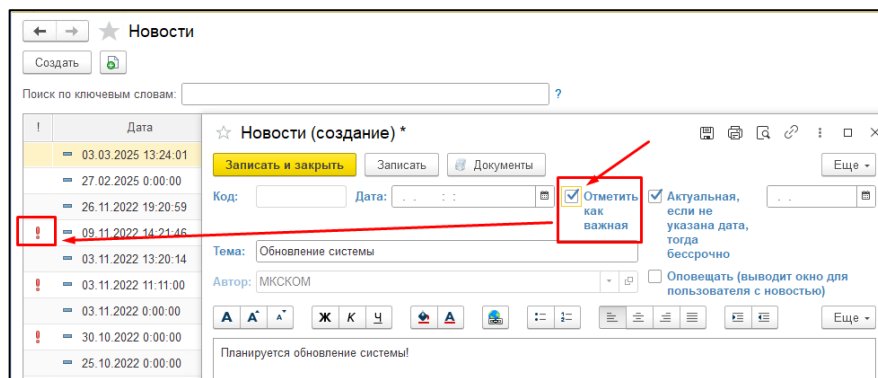 Новости
Создать
Поиск по ключевым словам: ?
! Дата
03.03.2025 13:24:01
27.02.2025 0:00:00
26.11.2022 19:20:59
09.11.2022 14:21:46
03.11.2022 13:20:14
03.11.2022 11:11:00
03.11.2022 0:00:00
30.10.2022 0:00:00
25.10.2022 0:00:00
Новости (создание) *
Записать и закрыть Записать Документы Еще
Код: Дата: . . : : Отметить как важная Актуальная, если не указана дата, тогда бессрочно . .
Тема: Обновление системы
Автор: МКСКОМ Оповещать (выводит окно для
пользователя с новостью)
А А А Ж К Ч А Еще
Планируется обновление системы!